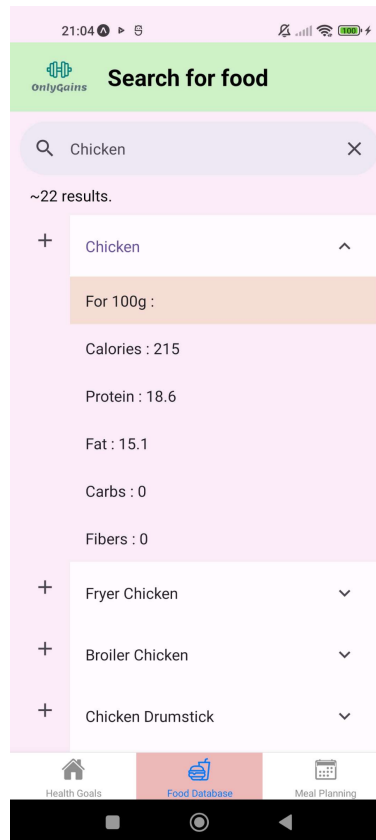 21:04
100
OnlyGains
Search for food
Chicken
~22 results.
Chicken
For 100g :
Calories : 215
Protein : 18.6
Fat : 15.1
Carbs : 0
Fibers : 0
Fryer Chicken
Broiler Chicken
Chicken Drumstick
Health Goals
Food Database
Meal Planning